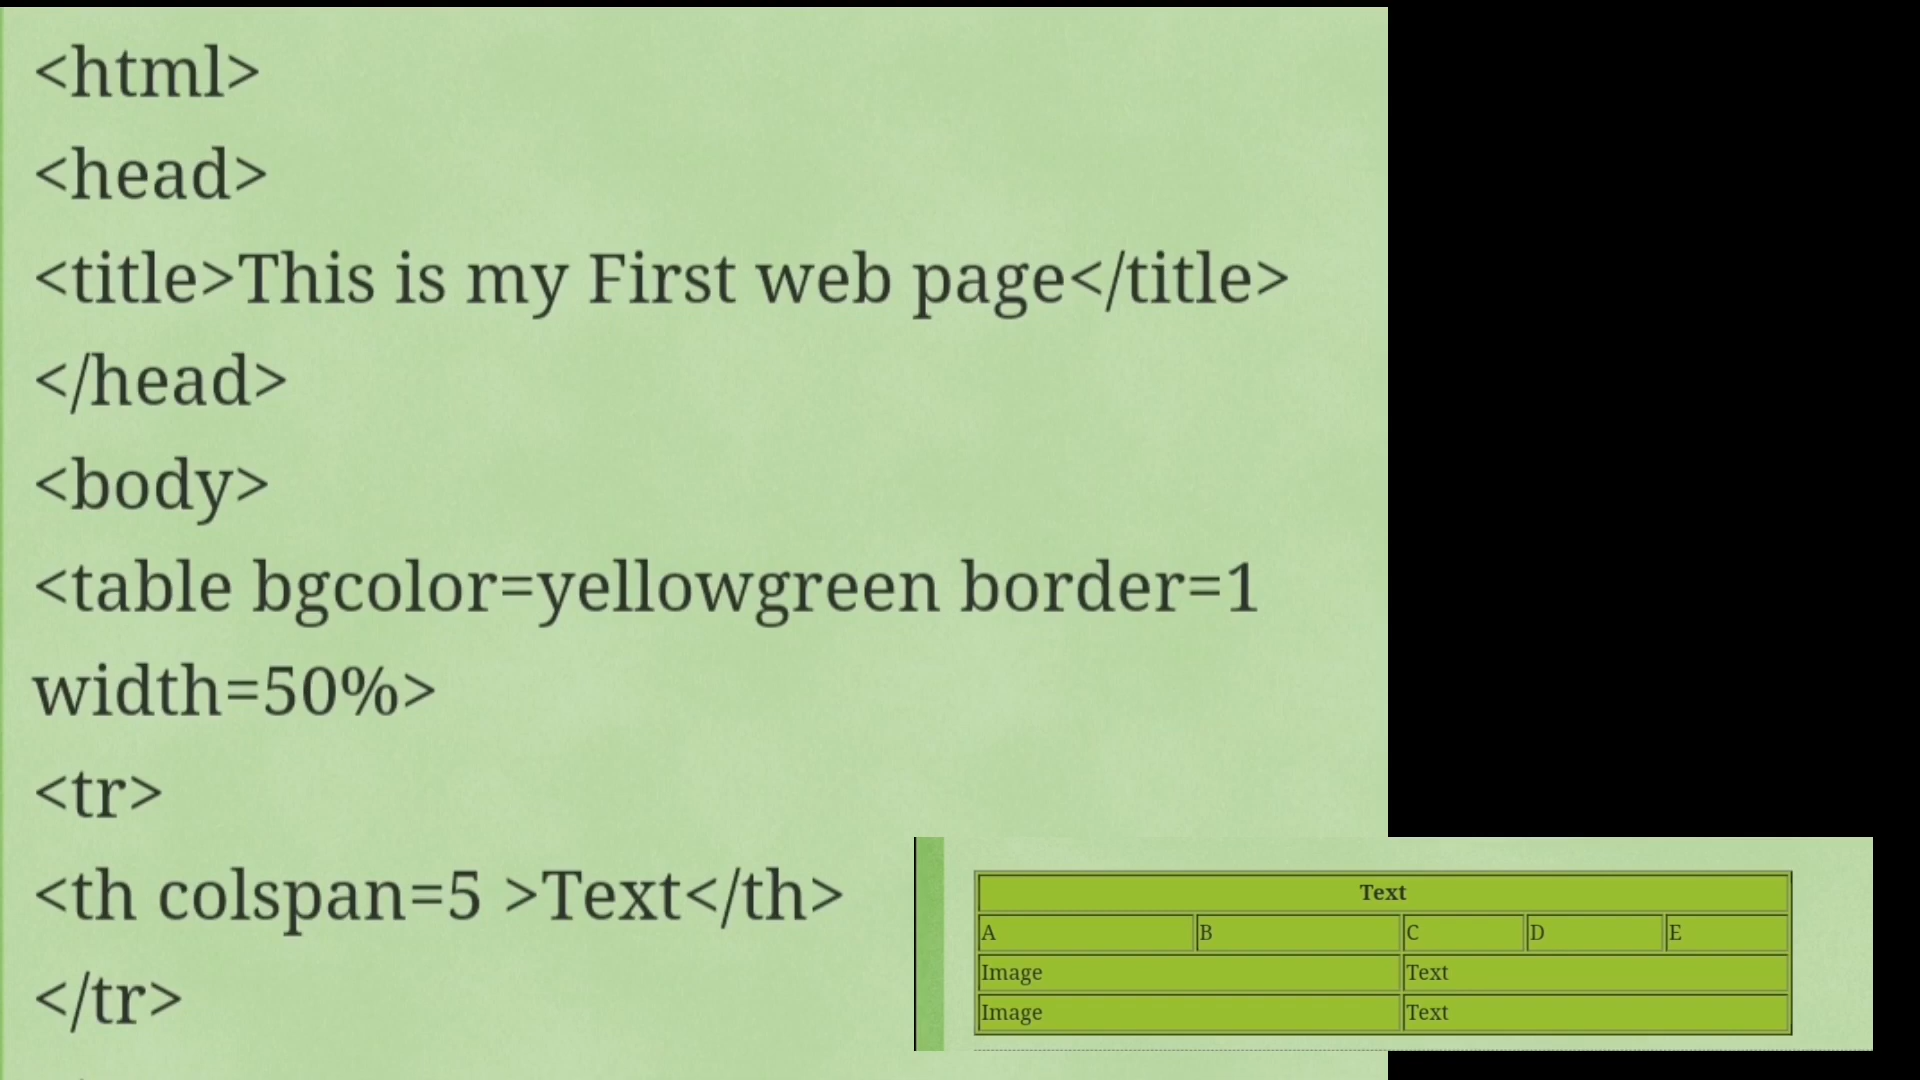 <html>
<head>
<title>This is my First web page</title>
</head>
<body>
<table bgcolor=yellowgreen border=1
width=50%>
<tr>
<th colspan=5 >Text</th>
</tr>
Text
A B C D E
Image Text
Image Text